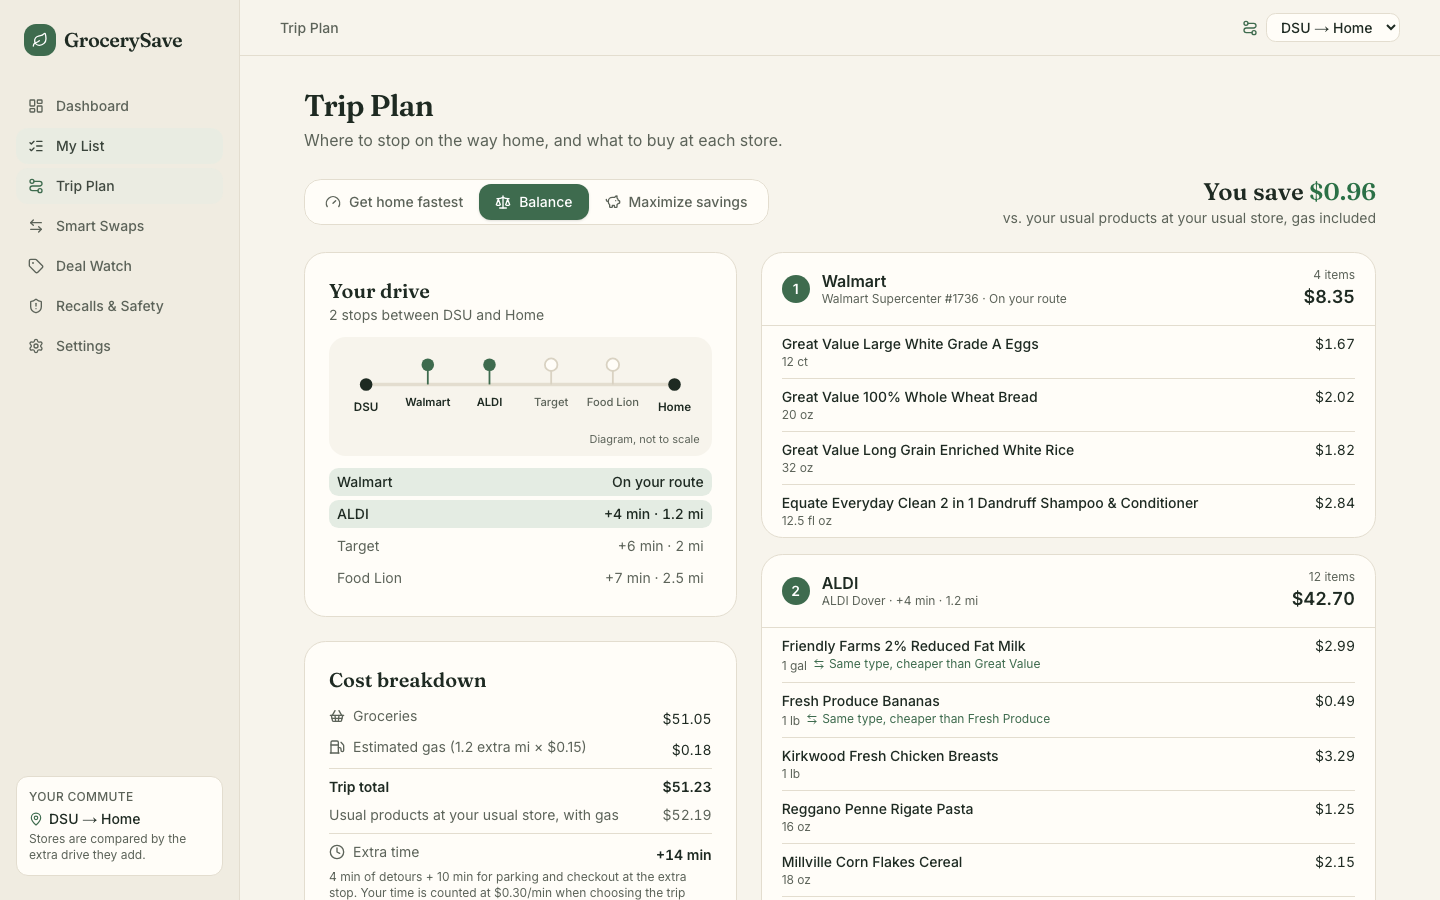 GrocerySave
Dashboard
My List
Trip Plan
Smart Swaps
Deal Watch
Recalls & Safety
Settings
YOUR COMMUTE
DSU → Home
Stores are compared by the
extra drive they add.
Trip Plan
DSU → Home
Trip Plan
Where to stop on the way home, and what to buy at each store.
Get home fastest
Balance
Maximize savings
You save $0.96
vs. your usual products at your usual store, gas included
Your drive
2 stops between DSU and Home
DSU
Walmart
ALDI
Target
Food Lion
Home
Diagram, not to scale
Walmart On your route
ALDI +4 min · 1.2 mi
Target +6 min · 2 mi
Food Lion +7 min · 2.5 mi
Cost breakdown
Groceries $51.05
Estimated gas (1.2 extra mi × $0.15) $0.18
Trip total $51.23
Usual products at your usual store, with gas $52.19
Extra time +14 min
4 min of detours + 10 min for parking and checkout at the extra
stop. Your time is counted at $0.30/min when choosing the trip
1
Walmart
Walmart Supercenter #1736 · On your route
4 items
$8.35
Great Value Large White Grade A Eggs $1.67
12 ct
Great Value 100% Whole Wheat Bread $2.02
20 oz
Great Value Long Grain Enriched White Rice $1.82
32 oz
Equate Everyday Clean 2 in 1 Dandruff Shampoo & Conditioner $2.84
12.5 fl oz
2
ALDI
ALDI Dover · +4 min · 1.2 mi
12 items
$42.70
Friendly Farms 2% Reduced Fat Milk $2.99
1 gal Same type, cheaper than Great Value
Fresh Produce Bananas $0.49
1 lb Same type, cheaper than Fresh Produce
Kirkwood Fresh Chicken Breasts $3.29
1 lb
Reggano Penne Rigate Pasta $1.25
16 oz
Millville Corn Flakes Cereal $2.15
18 oz